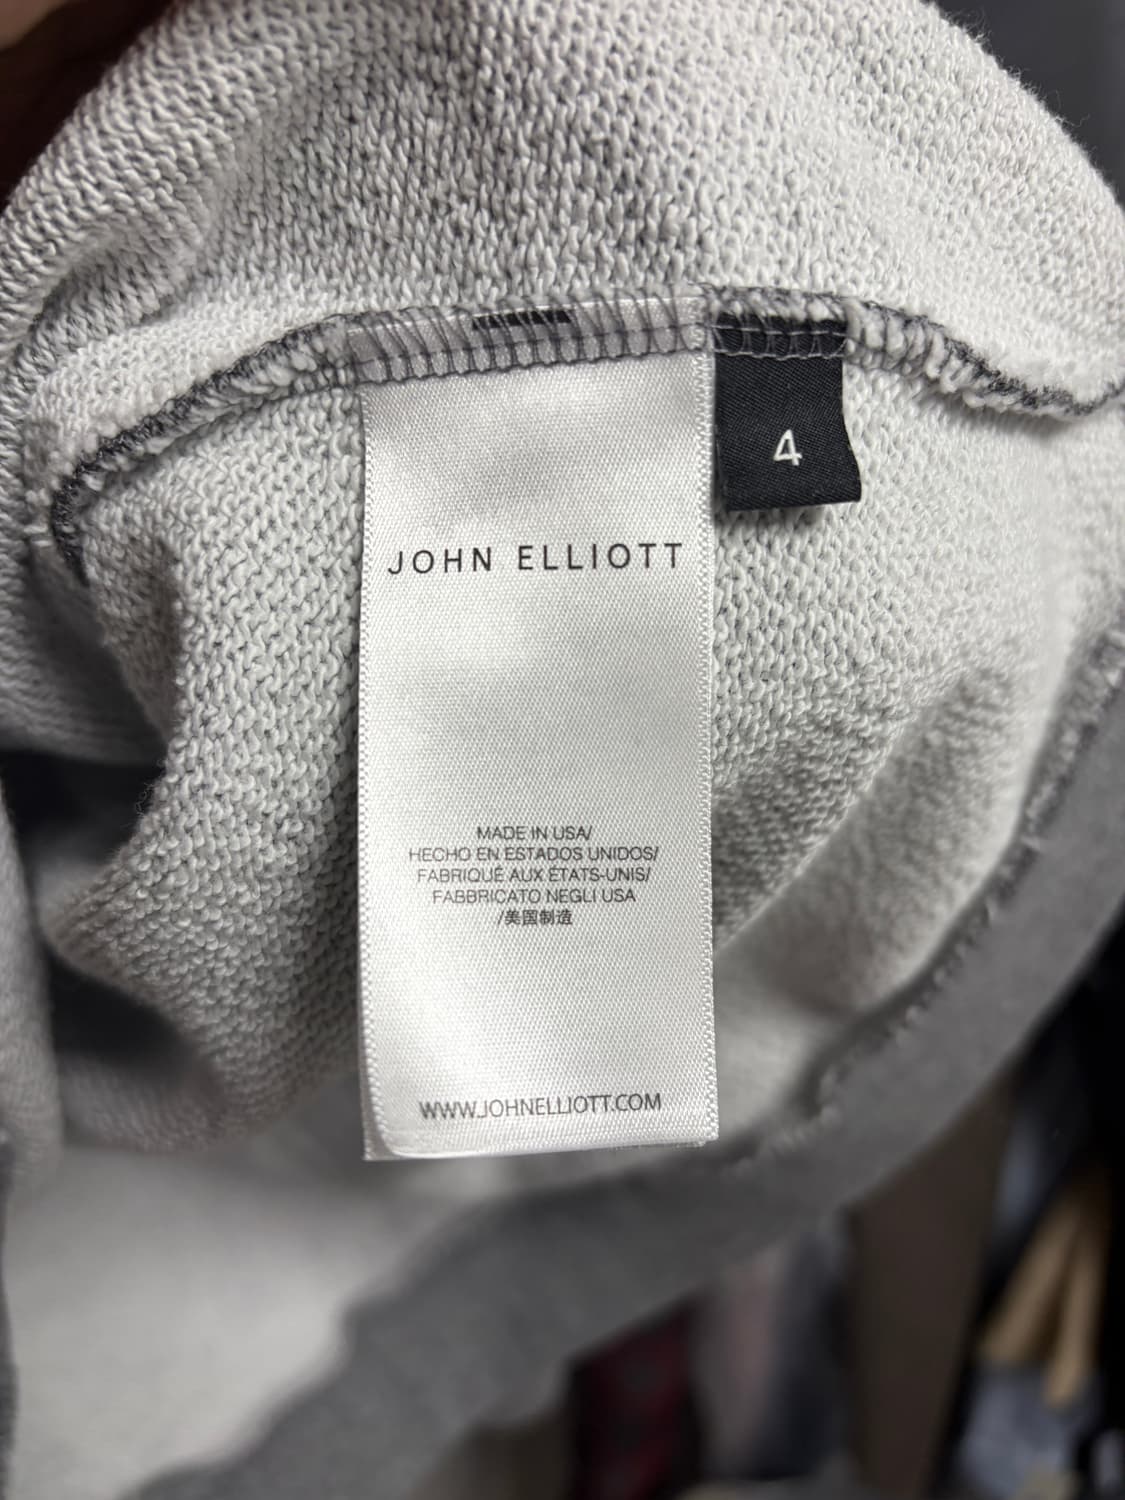 4
JOHN ELLIOTT
MADE IN USA/
HECHO EN ESTADOS UNIDOS/
FABRIQUÉ AUX ÉTATS-UNIS/
FABBRICATO NEGLI USA
/美国制造
WWW.JOHNELLIOTT.COM